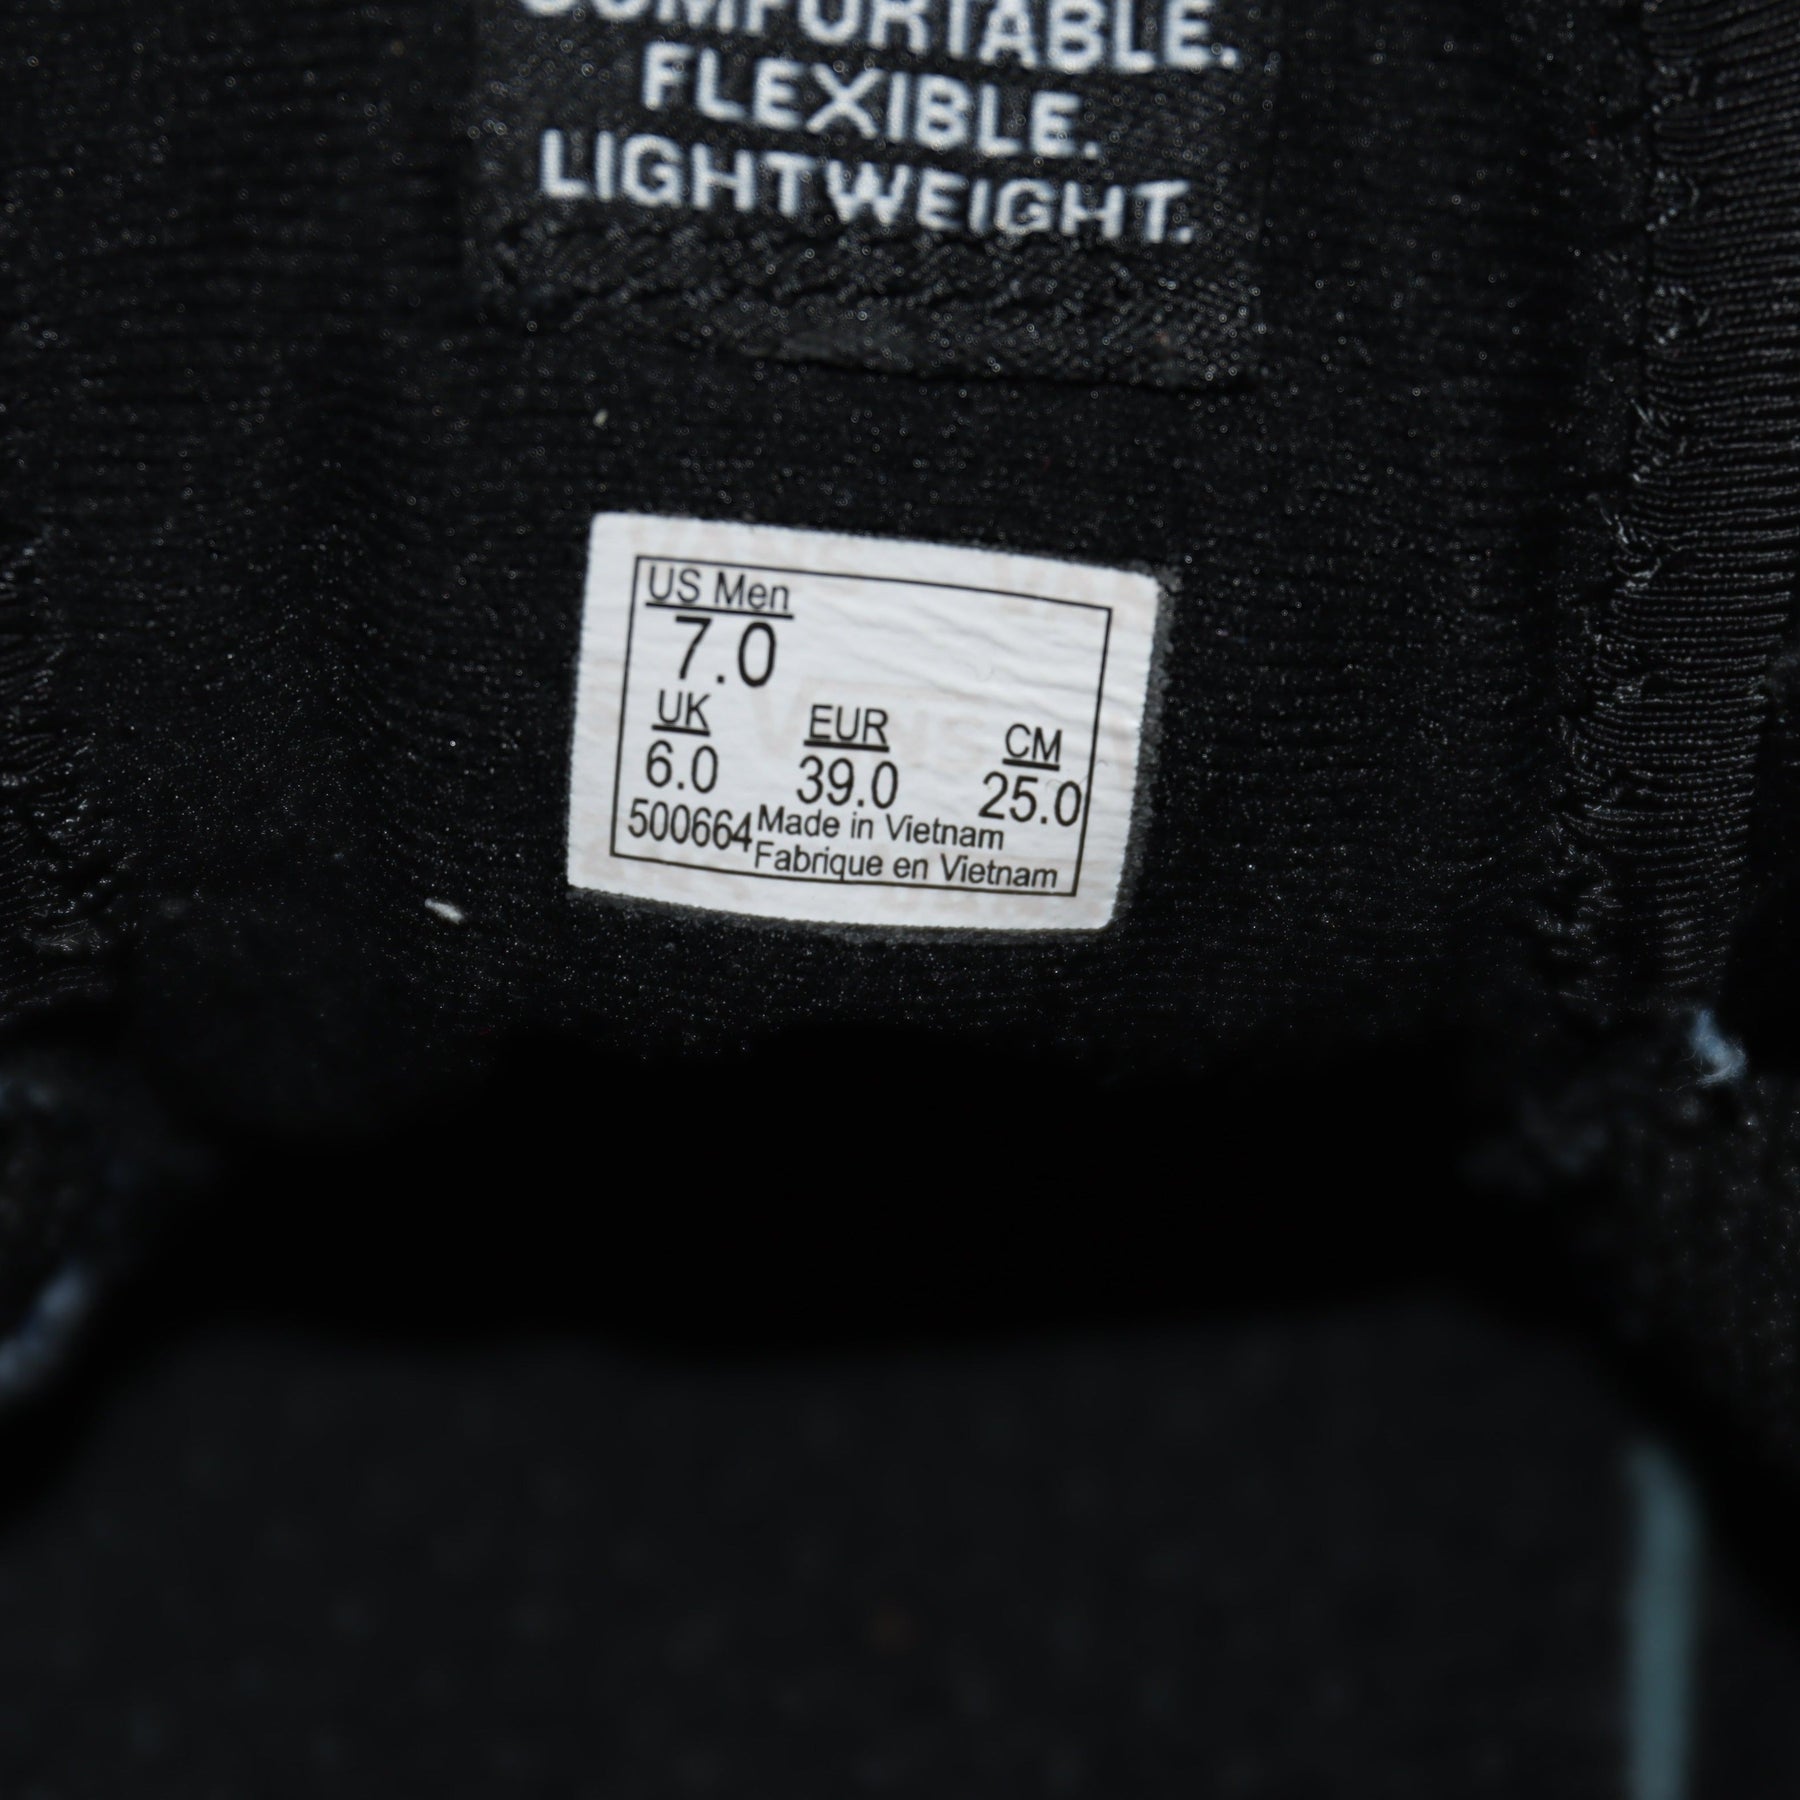 COMFORTABLE.
FLEXIBLE.
LIGHTWEIGHT.
US Men
7.0
UK EUR CM
6.0 39.0 25.0
500664 Made in Vietnam
Fabrique en Vietnam